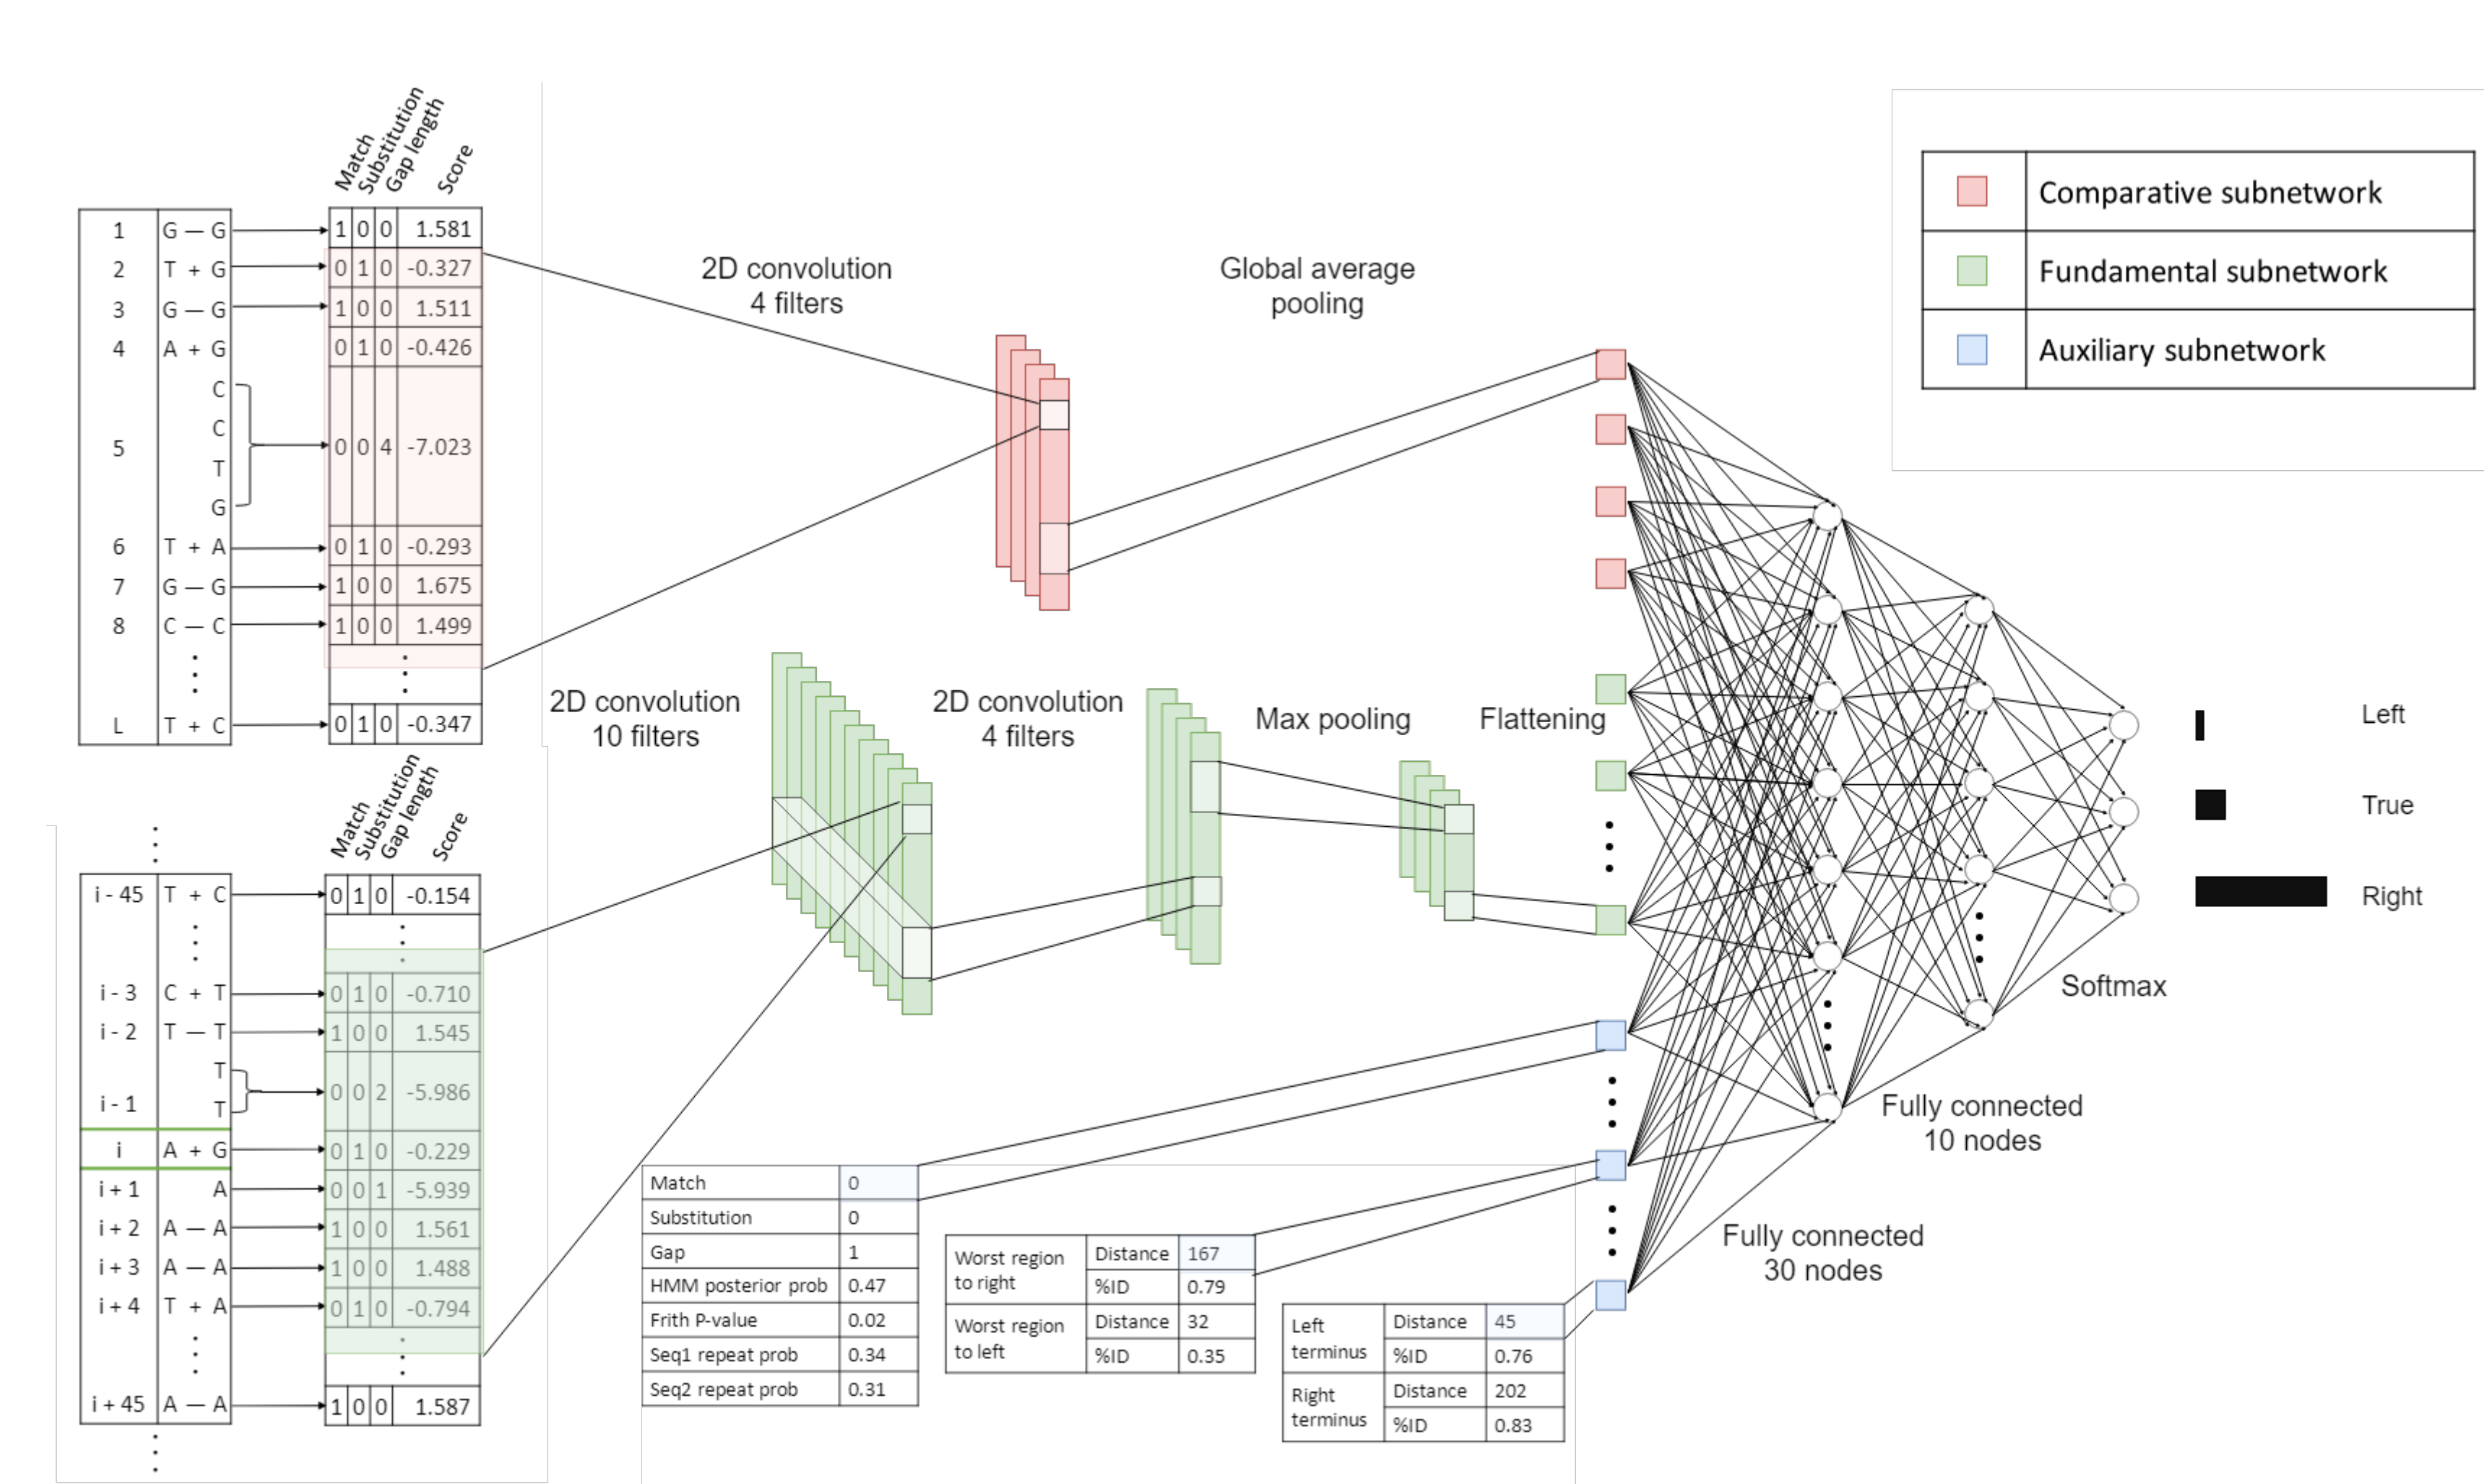 Match Substitution Gap length Score
1 G — G 1 0 0 1.581
2 T + G 0 1 0 -0.327
3 G — G 1 0 0 1.511
4 A + G 0 1 0 -0.426
C
C
5 0 0 4 -7.023
T
G
6 T + A 0 1 0 -0.293
7 G — G 1 0 0 1.675
8 C — C 1 0 0 1.499
L T + C 0 1 0 -0.347
2D convolution
4 filters
Global average
pooling
Comparative subnetwork
Fundamental subnetwork
Auxiliary subnetwork
Match Substitution Gap length Score
i - 45 T + C 0 1 0 -0.154
i - 3 C + T 0 1 0 -0.710
i - 2 T — T 1 0 0 1.545
T
i - 1 T 0 0 2 -5.986
i A + G 0 1 0 -0.229
i + 1 A 0 0 1 -5.939
i + 2 A — A 1 0 0 1.561
i + 3 A — A 1 0 0 1.488
i + 4 T + A 0 1 0 -0.794
i + 45 A — A 1 0 0 1.587
2D convolution
10 filters
2D convolution
4 filters
Max pooling
Flattening
Left
True
Right
Softmax
Fully connected
10 nodes
Fully connected
30 nodes
Match 0
Substitution 0
Gap 1
HMM posterior prob 0.47
Frith P-value 0.02
Seq1 repeat prob 0.34
Seq2 repeat prob 0.31
Worst region
to right
Distance 167
%ID 0.79
Worst region
to left
Distance 32
%ID 0.35
Left
terminus
Distance 45
%ID 0.76
Right
terminus
Distance 202
%ID 0.83